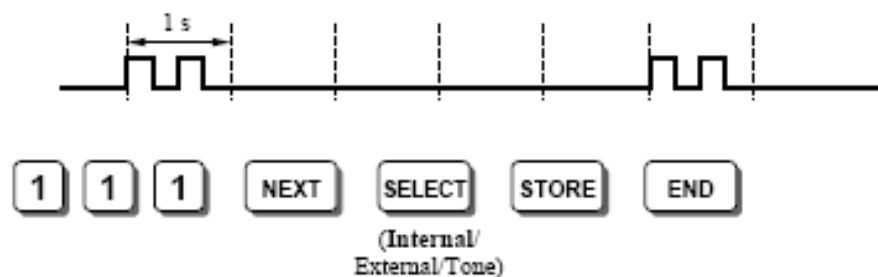 1 s
1 1 1 NEXT SELECT STORE END
(Internal/
External/Tone)